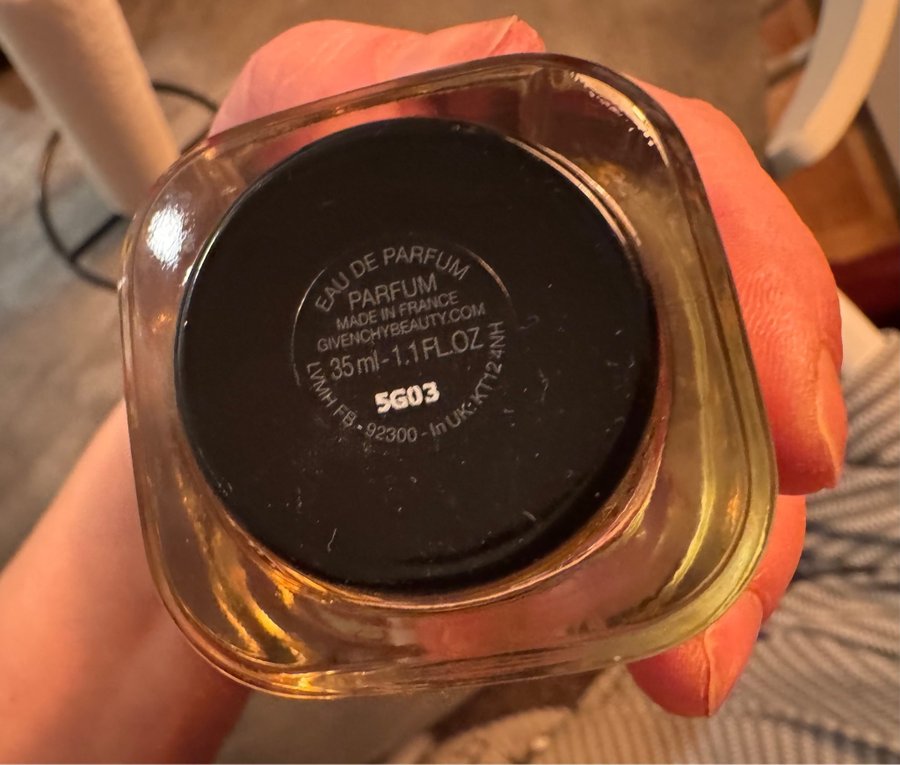 EAU DE PARFUM
PARFUM
MADE IN FRANCE
GIVENCHYBEAUTY.COM
35 ml - 1.1 FL.OZ
5G03
LVMH FB - 92300 - In UK: KT12 4NH